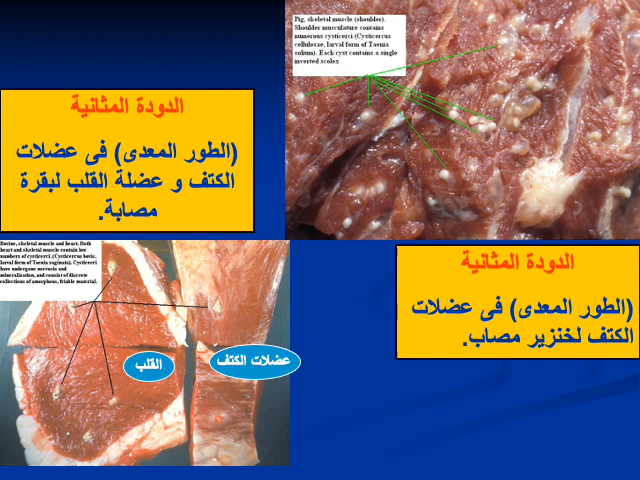 Pig, skeletal muscle (shoulder).
Shoulder musculature contains
numerous cysticerci (Cysticercus
cellulosae, larval form of Taenia
solium). Each cyst contains a single
inverted scolex
الدودة المثانية
(الطور المعدى) فى عضلات
الكتف و عضلة القلب لبقرة
مصابة.
Bovine, skeletal muscle and heart. Both
heart and skeletal muscle contain low
numbers of cysticerci. (Cysticercus bovis,
larval form of Taenia saginata). Cysticerci
have undergone necrosis and
mineralization, and consist of discrete
collections of amorphous, friable material.
الدودة المثانية
(الطور المعدى) فى عضلات
الكتف لخنزير مصاب.
القلب
عضلات الكتف